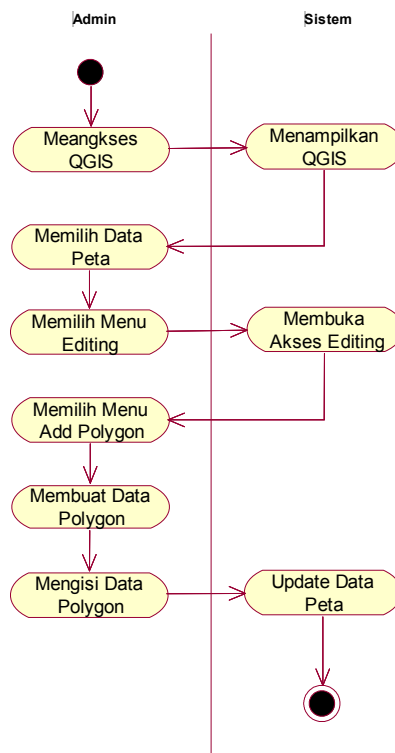 Admin
Sistem
Meangkses
QGIS
Menampilkan
QGIS
Memilih Data
Peta
Memilih Menu
Editing
Membuka
Akses Editing
Memilih Menu
Add Polygon
Membuat Data
Polygon
Mengisi Data
Polygon
Update Data
Peta